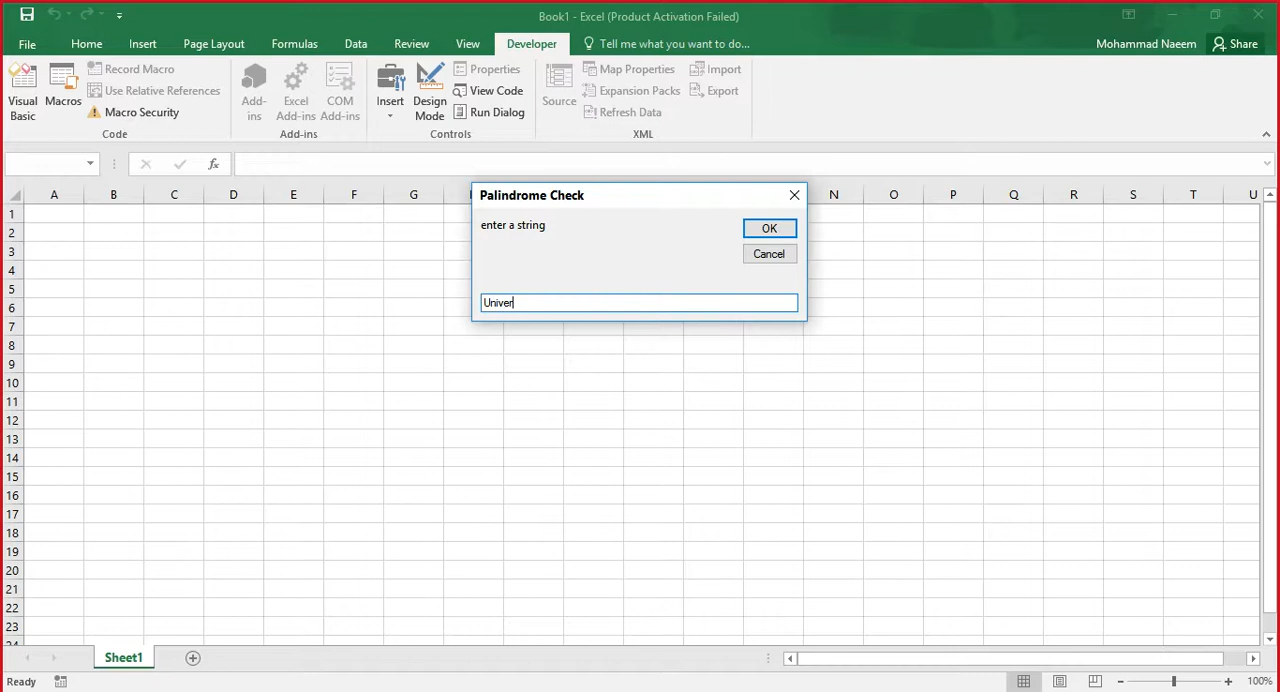 Book1 - Excel (Product Activation Failed)
File Home Insert Page Layout Formulas Data Review View Developer Tell me what you want to do... Mohammad Naeem Share
Visual Basic
Macros
Record Macro
Use Relative References
Macro Security
Code
Add-ins
Excel Add-ins
COM Add-ins
Add-ins
Insert
Design Mode
Properties
View Code
Run Dialog
Controls
Source
Map Properties
Expansion Packs
Refresh Data
Import
Export
XML
fx
A B C D E F G N O P Q R S T U
Palindrome Check
enter a string
OK
Cancel
Univer
1
2
3
4
5
6
7
8
9
10
11
12
13
14
15
16
17
18
19
20
21
22
23
24
Sheet1
Ready
100%